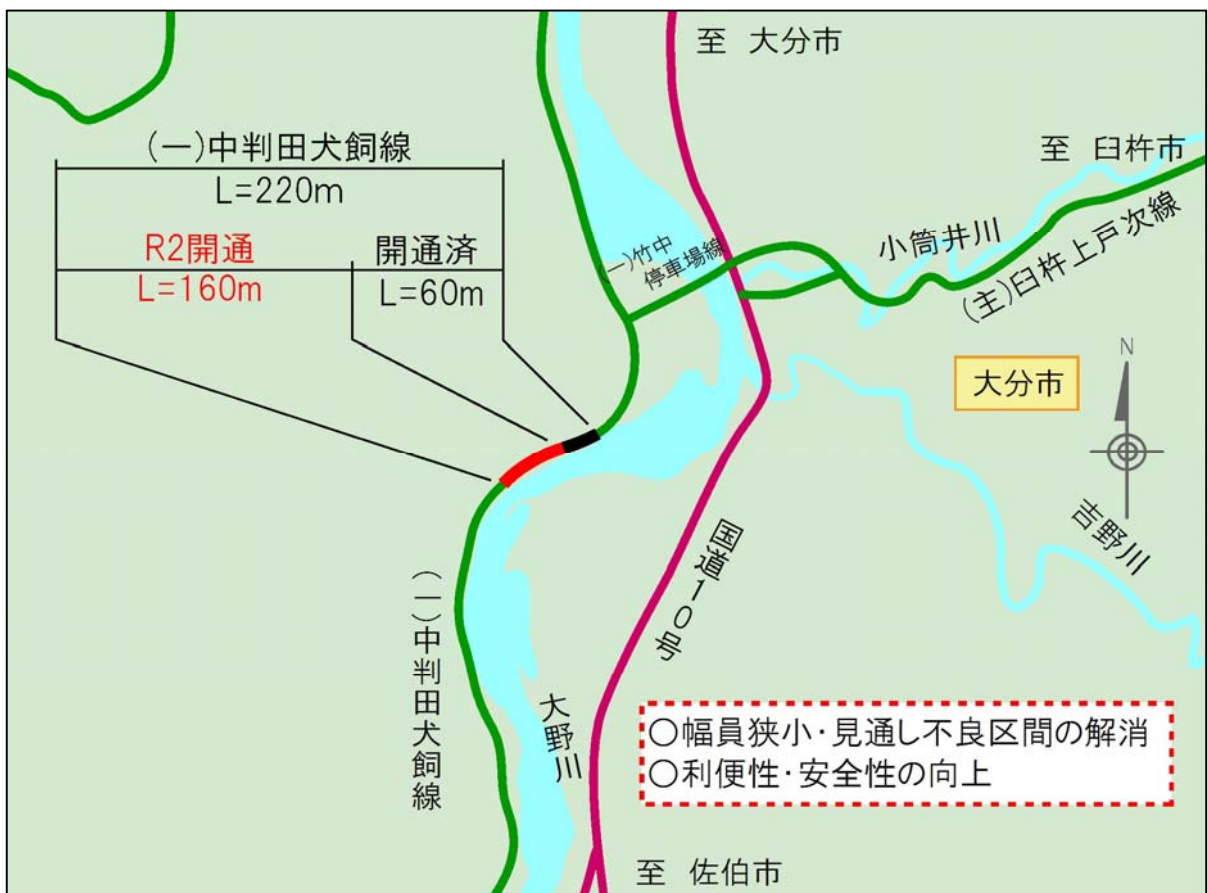 至 大分市
(一)中判田犬飼線
L=220m
R2開通
L=160m
開通済
L=60m
至 臼杵市
小筒井川
(主)臼杵上戸次線
(一)竹中
停車場線
N
大分市
吉野川
国道10号
(一)中判田犬飼線
大野川
○幅員狭小・見通し不良区間の解消
○利便性・安全性の向上
至 佐伯市